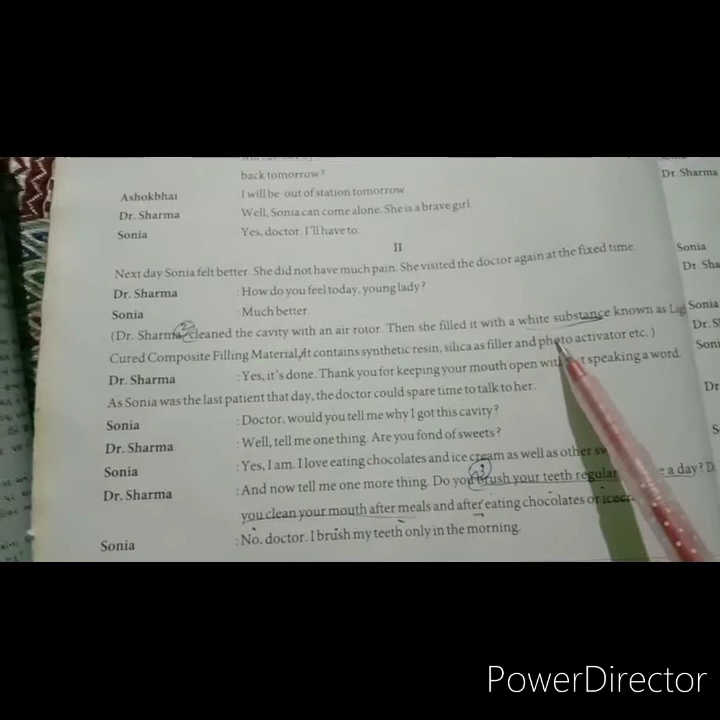 back tomorrow?
Ashokbhai : I will be out of station tomorrow
Dr. Sharma : Well, Sonia can come alone. She is a brave girl
Sonia : Yes, doctor. I'll have to.
II
Next day Sonia felt better. She did not have much pain. She visited the doctor again at the fixed time.
Dr. Sharma : How do you feel today, young lady?
Sonia : Much better
(Dr. Sharma cleaned the cavity with an air rotor. Then she filled it with a white substance known as
Cured Composite Filling Material, It contains synthetic resin, silica as filler and photo activator etc.)
Dr. Sharma : Yes, it's done. Thank you for keeping your mouth open speaking a word.
As Sonia was the last patient that day, the doctor could spare time to talk to her.
Sonia : Doctor, would you tell me why I got this cavity?
Dr. Sharma : Well, tell me one thing. Are you fond of sweets?
Sonia : Yes, I am. I love eating chocolates and ice cream as well as other
Dr. Sharma : And now tell me one more thing. Do you brush your teeth a day?
you clean your mouth after meals and after eating chocolates or
Sonia : No, doctor. I brush my teeth only in the morning.
Dr. Sharma
Sonia
Sonia
PowerDirector